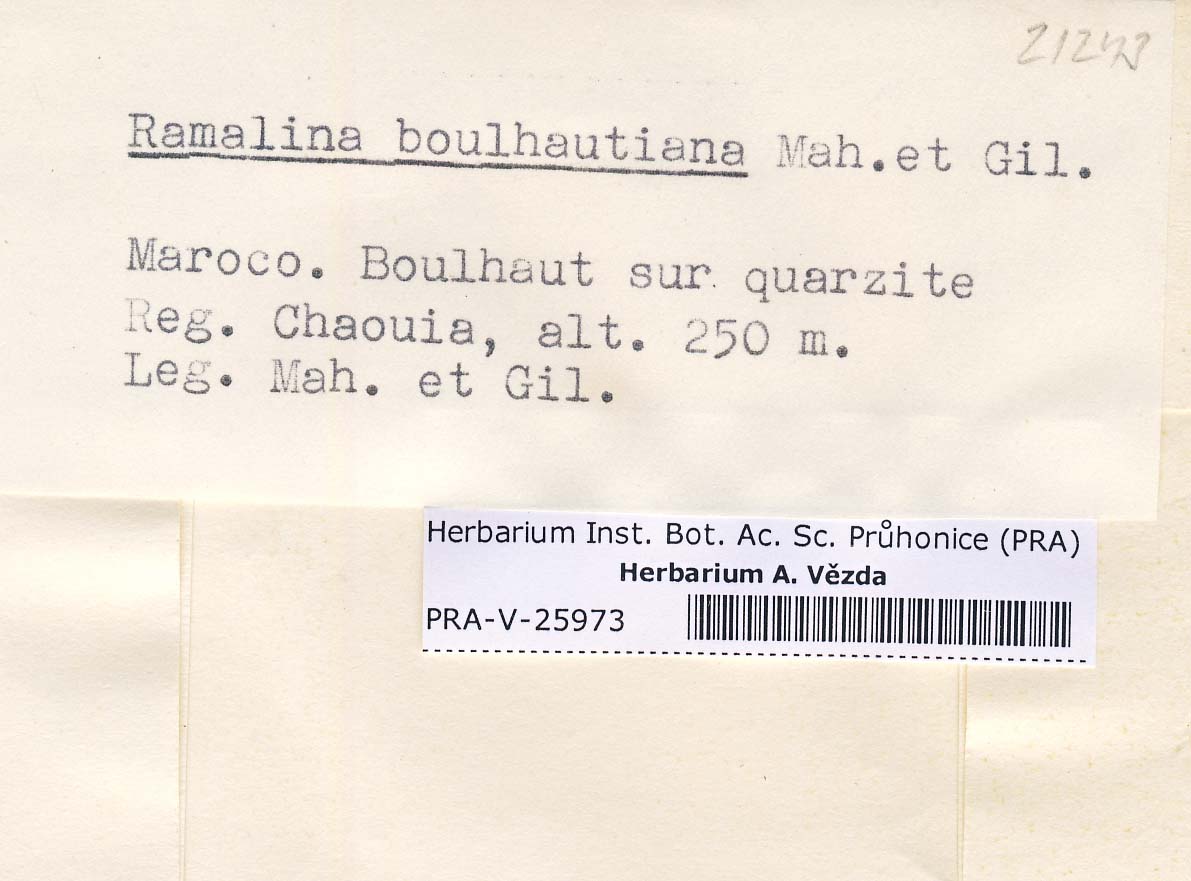 Ramalina boulhautiana Mah.et Gil.
Maroco. Boulhaut sur quarzite
Reg. Chaouia, alt. 250 m.
Leg. Mah. et Gil.
Herbarium Inst. Bot. Ac. Sc. Průhonice (PRA)
Herbarium A. Vězda
PRA-V-25973